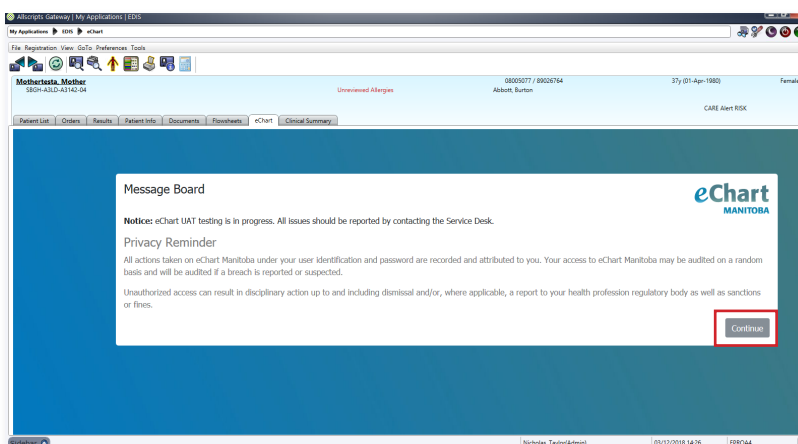 Allscripts Gateway | My Applications | EDIS
My Applications EDIS eChart
File Registration View GoTo Preferences Tools
Mothertesta, Mother 08005077 / 89026764 37y (01-Apr-1980) Female
SBGH-A3LD-A3142-04 Unreviewed Allergies Abbott, Burton
CARE Alert RISK
Patient List Orders Results Patient Info Documents Flowsheets eChart Clinical Summary
Message Board
eChart
MANITOBA
Notice: eChart UAT testing is in progress. All issues should be reported by contacting the Service Desk.
Privacy Reminder
All actions taken on eChart Manitoba under your user identification and password are recorded and attributed to you. Your access to eChart Manitoba may be audited on a random
basis and will be audited if a breach is reported or suspected.
Unauthorized access can result in disciplinary action up to and including dismissal and/or, where applicable, a report to your health profession regulatory body as well as sanctions
or fines.
Continue
Nicholas Taylor(Admin) 03/12/2018 14:26